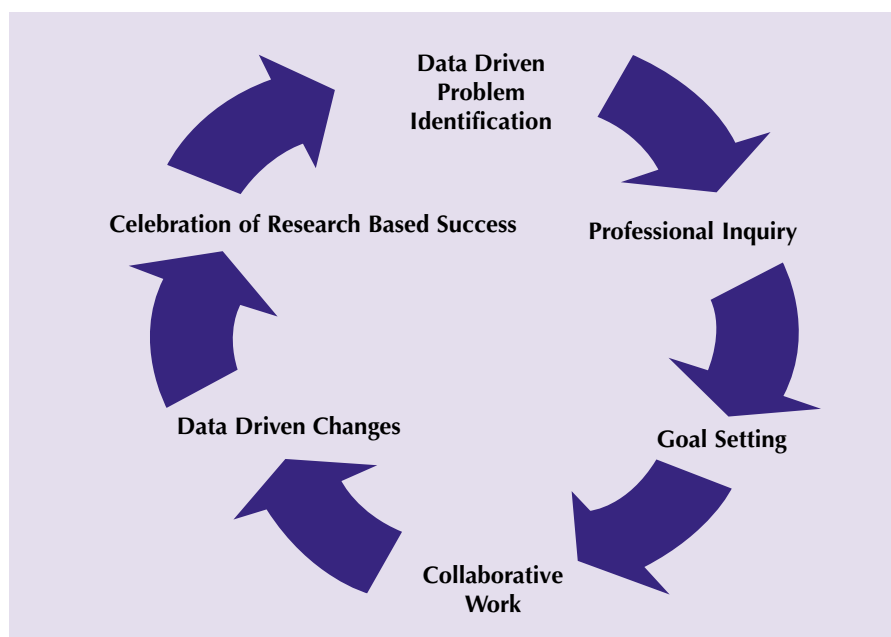 Data Driven
Problem
Identification
Professional Inquiry
Goal Setting
Collaborative
Work
Data Driven Changes
Celebration of Research Based Success